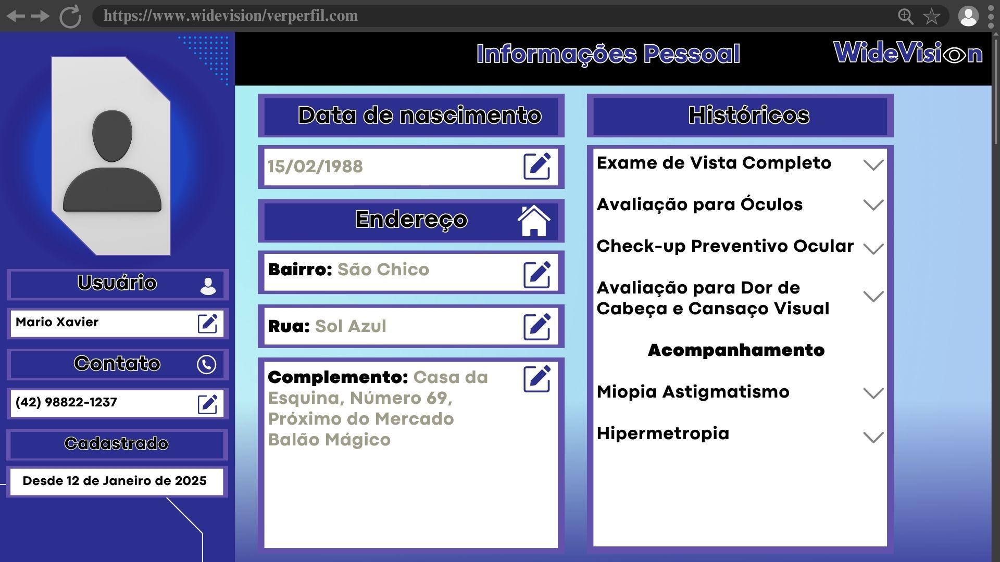 https://www.widevision/verperfil.com
Informações Pessoal
WideVision
Usuário
Mario Xavier
Contato
(42) 98822-1237
Cadastrado
Desde 12 de Janeiro de 2025
Data de nascimento
15/02/1988
Endereço
Bairro: São Chico
Rua: Sol Azul
Complemento: Casa da
Esquina, Número 69,
Próximo do Mercado
Balão Mágico
Históricos
Exame de Vista Completo
Avaliação para Óculos
Check-up Preventivo Ocular
Avaliação para Dor de
Cabeça e Cansaço Visual
Acompanhamento
Miopia Astigmatismo
Hipermetropia